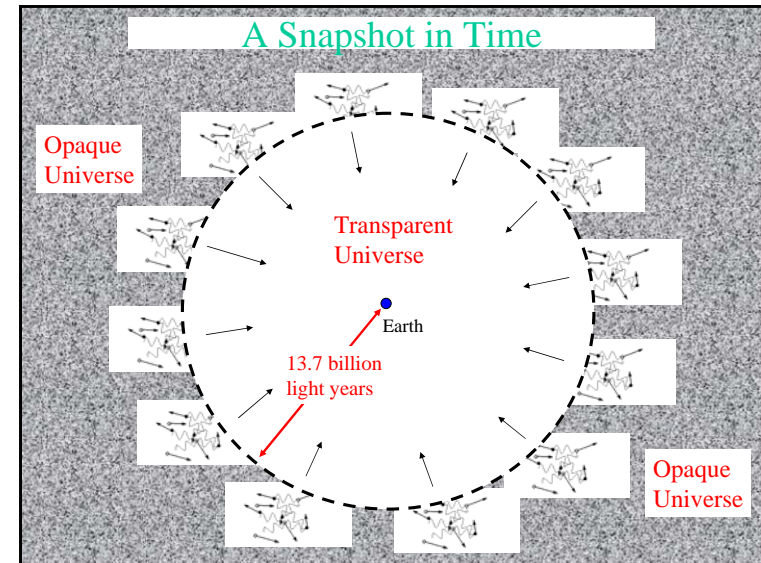 A Snapshot in Time
Opaque
Universe
Transparent
Universe
Earth
13.7 billion
light years
Opaque
Universe